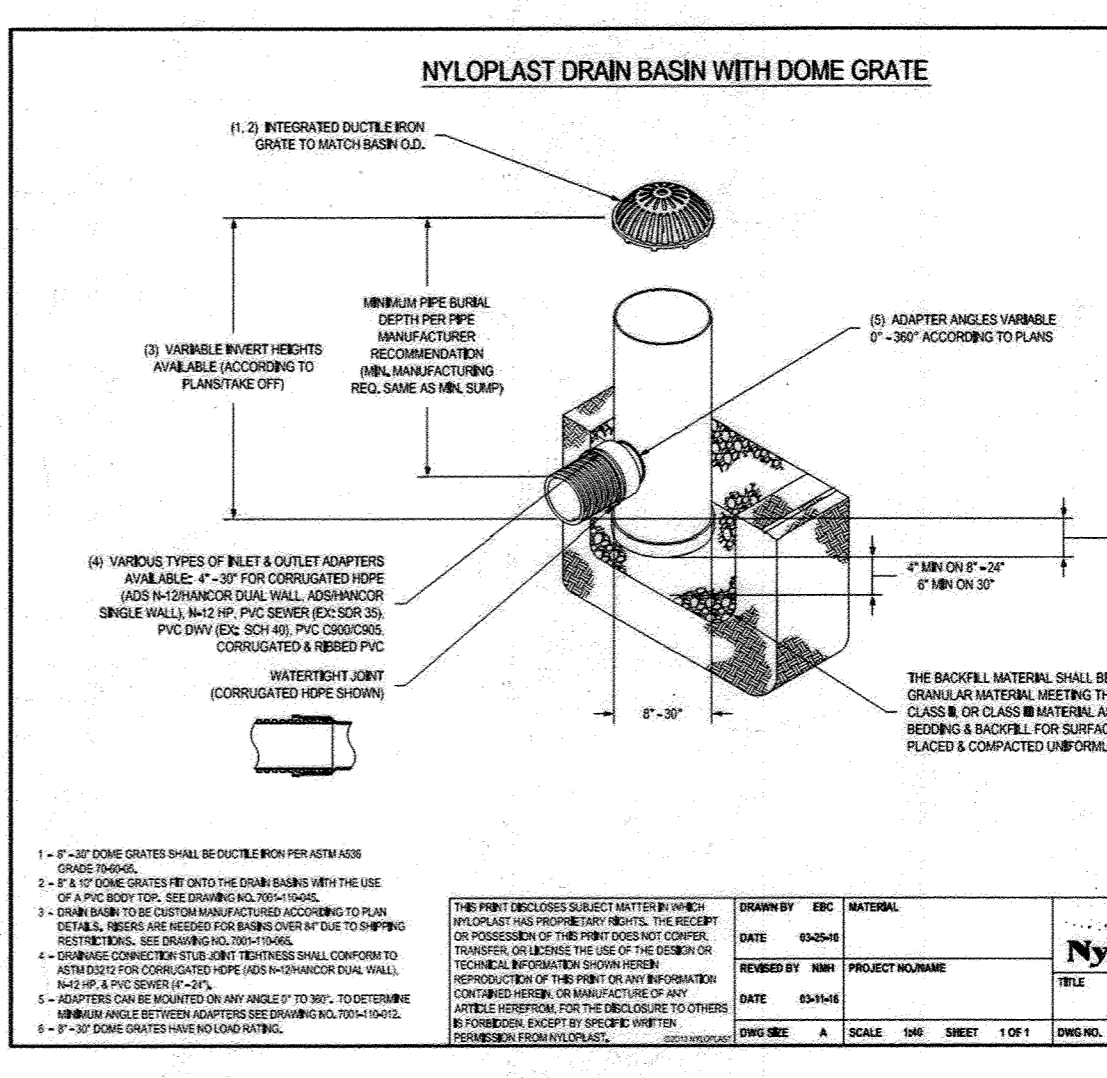 NYLOPLAST DRAIN BASIN WITH DOME GRATE
(1, 2) INTEGRATED DUCTILE IRON
GRATE TO MATCH BASIN O.D.
MINIMUM PIPE BURIAL
DEPTH PER PIPE
MANUFACTURER
RECOMMENDATION
(MIN. MANUFACTURING
REQ. SAME AS MIN. SUMP)
(3) VARIABLE INVERT HEIGHTS
AVAILABLE (ACCORDING TO
PLANS/TAKE OFF)
(5) ADAPTER ANGLES VARIABLE
0° - 360° ACCORDING TO PLANS
(4) VARIOUS TYPES OF INLET & OUTLET ADAPTERS
AVAILABLE: 4" - 30" FOR CORRUGATED HDPE
(ADS N-12/HANCOR DUAL WALL, ADS/HANCOR
SINGLE WALL), N-12 HP, PVC SEWER (EX: SDR 35),
PVC DWV (EX: SCH 40), PVC C900/C905,
CORRUGATED & RIBBED PVC
WATERTIGHT JOINT
(CORRUGATED HDPE SHOWN)
4" MIN ON 8" - 24"
6" MIN ON 30"
8" - 30"
THE BACKFILL MATERIAL SHALL BE
GRANULAR MATERIAL MEETING TH
CLASS II, OR CLASS III MATERIAL A
BEDDING & BACKFILL FOR SURFAC
PLACED & COMPACTED UNIFORML
1 - 8" - 30" DOME GRATES SHALL BE DUCTILE IRON PER ASTM A536
GRADE 70-50-05.
2 - 8" & 10" DOME GRATES FIT ONTO THE DRAIN BASINS WITH THE USE
OF A PVC BODY TOP. SEE DRAWING NO. 7001-110-045.
3 - DRAIN BASIN TO BE CUSTOM MANUFACTURED ACCORDING TO PLAN
DETAILS. RISERS ARE NEEDED FOR BASINS OVER 84" DUE TO SHIPPING
RESTRICTIONS. SEE DRAWING NO. 7001-110-065.
4 - DRAINAGE CONNECTION STUB JOINT TIGHTNESS SHALL CONFORM TO
ASTM D3212 FOR CORRUGATED HDPE (ADS N-12/HANCOR DUAL WALL),
N-12 HP, & PVC SEWER (4" - 24").
5 - ADAPTERS CAN BE MOUNTED ON ANY ANGLE 0° TO 360°. TO DETERMINE
MINIMUM ANGLE BETWEEN ADAPTERS SEE DRAWING NO. 7001-110-012.
6 - 8" - 30" DOME GRATES HAVE NO LOAD RATING.
THIS PRINT DISCLOSES SUBJECT MATTER IN WHICH
NYLOPLAST HAS PROPRIETARY RIGHTS. THE RECEIPT
OR POSSESSION OF THIS PRINT DOES NOT CONFER,
TRANSFER, OR LICENSE THE USE OF THE DESIGN OR
TECHNICAL INFORMATION SHOWN HEREIN
REPRODUCTION OF THIS PRINT OR ANY INFORMATION
CONTAINED HEREIN, OR MANUFACTURE OF ANY
ARTICLE HEREFROM, FOR THE DISCLOSURE TO OTHERS
IS FORBIDDEN, EXCEPT BY SPECIFIC WRITTEN
PERMISSION FROM NYLOPLAST.
©2013 NYLOPLAST
DRAWN BY EBC
DATE 03-25-10
REVISED BY NMH
DATE 03-11-16
DWG SIZE A
MATERIAL
PROJECT NO./NAME
SCALE 1:40 SHEET 1 OF 1
Ny
TITLE
DWG NO.